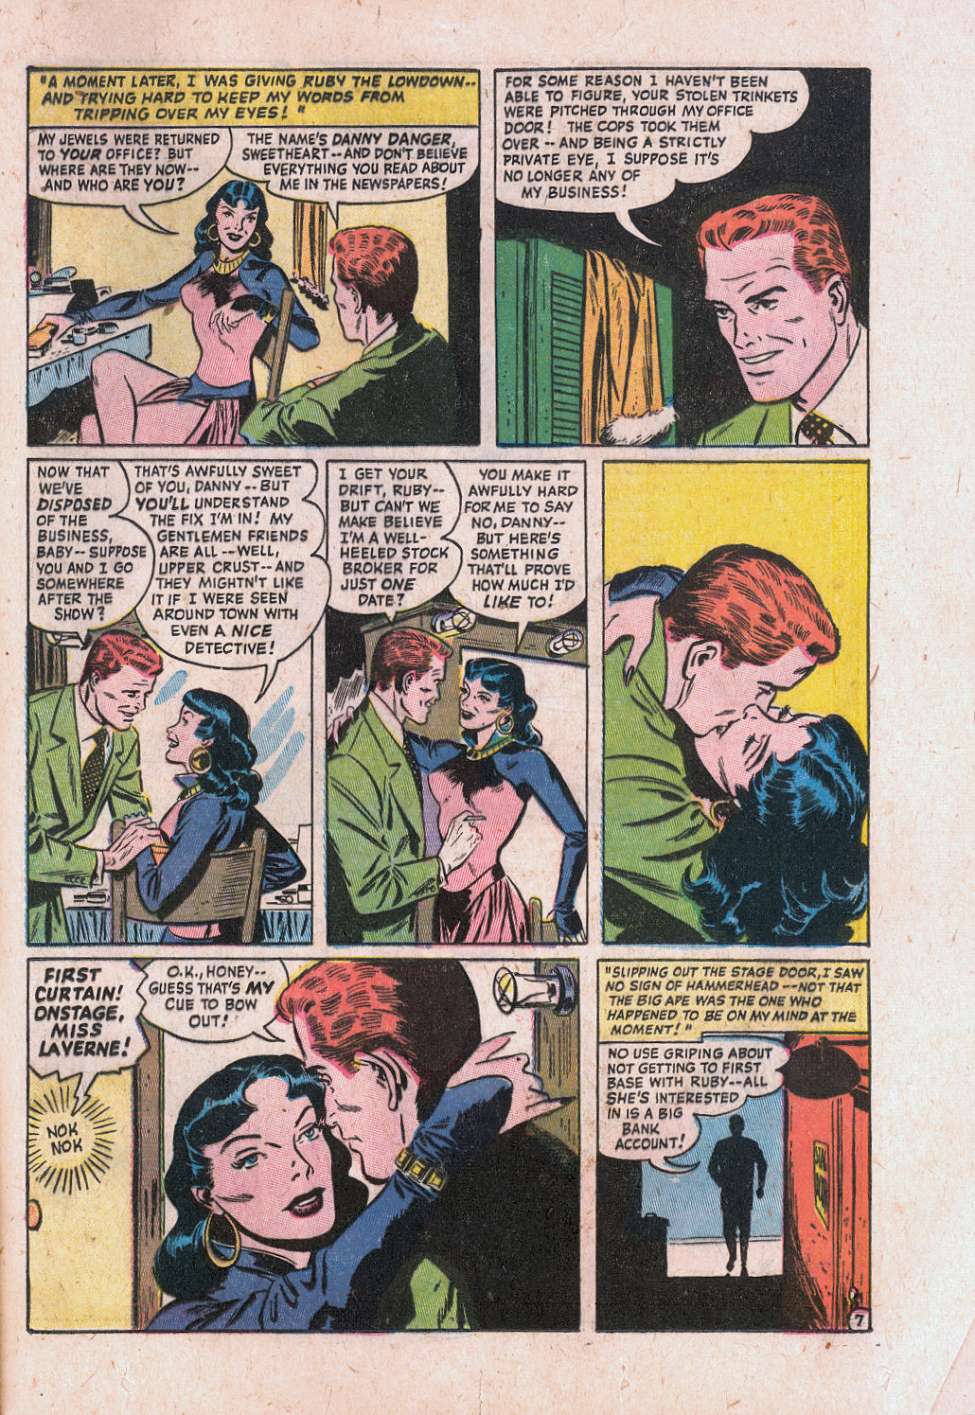 "A MOMENT LATER, I WAS GIVING RUBY THE LOWDOWN--
AND TRYING HARD TO KEEP MY WORDS FROM
TRIPPING OVER MY EYES!"
MY JEWELS WERE RETURNED
TO YOUR OFFICE? BUT
WHERE ARE THEY NOW--
AND WHO ARE YOU?
THE NAME'S DANNY DANGER,
SWEETHEART--AND DON'T BELIEVE
EVERYTHING YOU READ ABOUT
ME IN THE NEWSPAPERS!
FOR SOME REASON I HAVEN'T BEEN
ABLE TO FIGURE, YOUR STOLEN TRINKETS
WERE PITCHED THROUGH MY OFFICE
DOOR! THE COPS TOOK THEM
OVER--AND BEING A STRICTLY
PRIVATE EYE, I SUPPOSE IT'S
NO LONGER ANY OF
MY BUSINESS!
NOW THAT
WE'VE
DISPOSED
OF THE
BUSINESS,
BABY--SUPPOSE
YOU AND I GO
SOMEWHERE
AFTER THE
SHOW?
THAT'S AWFULLY SWEET
OF YOU, DANNY--BUT
YOU'LL UNDERSTAND
THE FIX I'M IN! MY
GENTLEMEN FRIENDS
ARE ALL--WELL,
UPPER CRUST--AND
THEY MIGHTN'T LIKE
IT IF I WERE SEEN
AROUND TOWN WITH
EVEN A NICE
DETECTIVE!
I GET YOUR
DRIFT, RUBY--
BUT CAN'T WE
MAKE BELIEVE
I'M A WELL-
HEELED STOCK
BROKER FOR
JUST ONE
DATE?
YOU MAKE IT
AWFULLY HARD
FOR ME TO SAY
NO, DANNY--
BUT HERE'S
SOMETHING
THAT'LL PROVE
HOW MUCH I'D
LIKE TO!
FIRST
CURTAIN!
ONSTAGE,
MISS
LAVERNE!
NOK
NOK
O.K., HONEY--
GUESS THAT'S MY
CUE TO BOW
OUT!
"SLIPPING OUT THE STAGE DOOR, I SAW
NO SIGN OF HAMMERHEAD--NOT THAT
THE BIG APE WAS THE ONE WHO
HAPPENED TO BE ON MY MIND AT THE
MOMENT!"
NO USE GRIPING ABOUT
NOT GETTING TO FIRST
BASE WITH RUBY--ALL
SHE'S INTERESTED
IN IS A BIG
BANK
ACCOUNT!
7